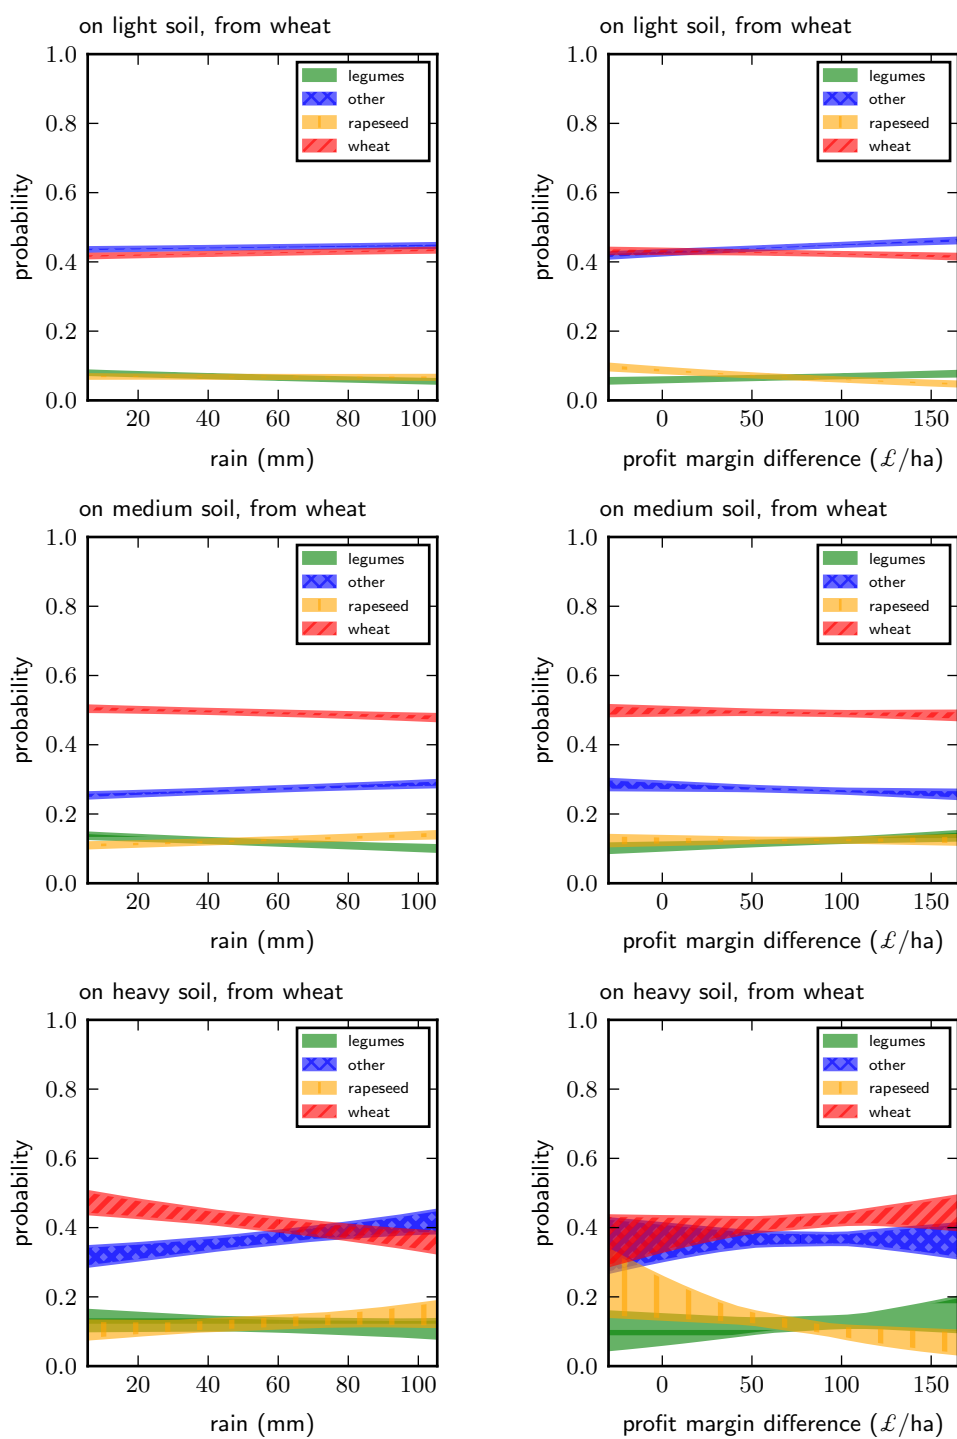 on light soil, from wheat
1.0
0.8
0.6
0.4
0.2
0.0
probability
legumes
other
rapeseed
wheat
20 40 60 80 100
rain (mm)
on light soil, from wheat
1.0
0.8
0.6
0.4
0.2
0.0
probability
legumes
other
rapeseed
wheat
0 50 100 150
profit margin difference (£/ha)
on medium soil, from wheat
1.0
0.8
0.6
0.4
0.2
0.0
probability
legumes
other
rapeseed
wheat
20 40 60 80 100
rain (mm)
on medium soil, from wheat
1.0
0.8
0.6
0.4
0.2
0.0
probability
legumes
other
rapeseed
wheat
0 50 100 150
profit margin difference (£/ha)
on heavy soil, from wheat
1.0
0.8
0.6
0.4
0.2
0.0
probability
legumes
other
rapeseed
wheat
20 40 60 80 100
rain (mm)
on heavy soil, from wheat
1.0
0.8
0.6
0.4
0.2
0.0
probability
legumes
other
rapeseed
wheat
0 50 100 150
profit margin difference (£/ha)